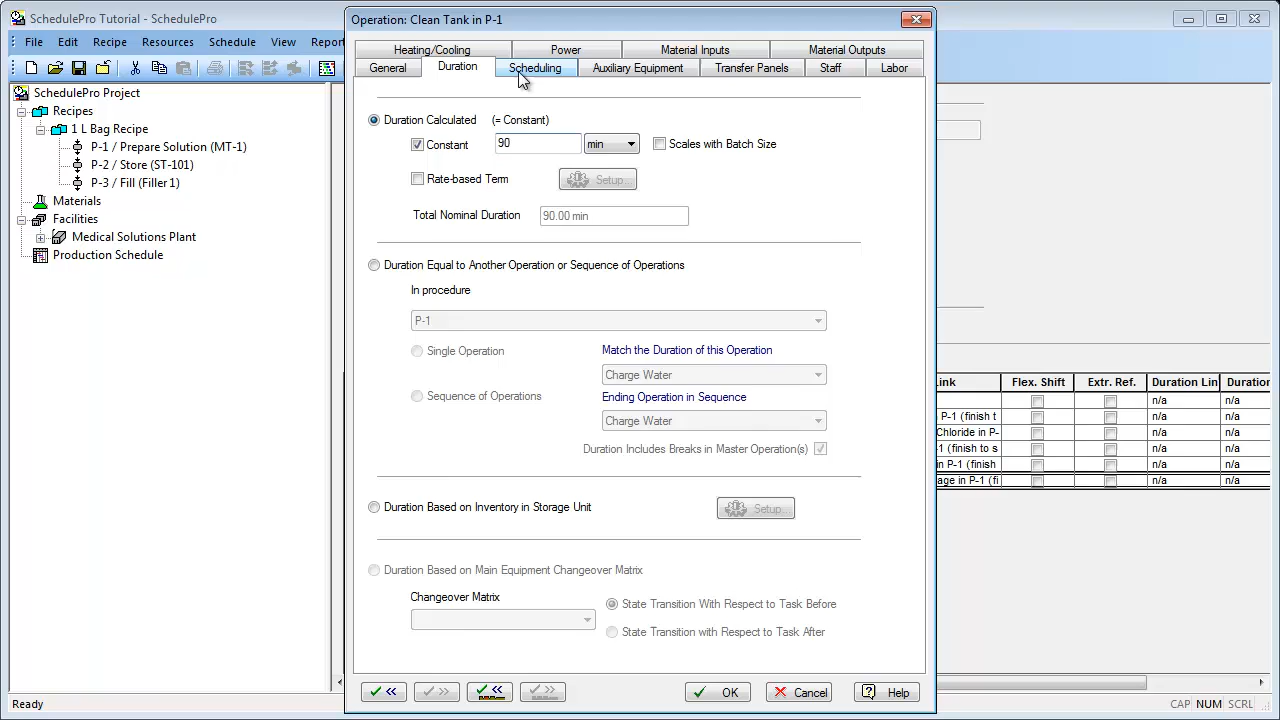 SchedulePro Tutorial - SchedulePro
File Edit Recipe Resources Schedule View Repor
SchedulePro Project
Recipes
1 L Bag Recipe
P-1 / Prepare Solution (MT-1)
P-2 / Store (ST-101)
P-3 / Fill (Filler 1)
Materials
Facilities
Medical Solutions Plant
Production Schedule
Operation: Clean Tank in P-1
Heating/Cooling Power Material Inputs Material Outputs
General Duration Scheduling Auxiliary Equipment Transfer Panels Staff Labor
Duration Calculated (= Constant)
Constant 90 min Scales with Batch Size
Rate-based Term Setup...
Total Nominal Duration 90.00 min
Duration Equal to Another Operation or Sequence of Operations
In procedure
P-1
Single Operation Match the Duration of this Operation
Charge Water
Sequence of Operations Ending Operation in Sequence
Charge Water
Duration Includes Breaks in Master Operation(s)
Duration Based on Inventory in Storage Unit Setup...
Duration Based on Main Equipment Changeover Matrix
Changeover Matrix State Transition With Respect to Task Before
State Transition with Respect to Task After
OK Cancel Help
Link Flex. Shift Extr. Ref. Duration Lin Duration
n/a n/a
P-1 (finish t n/a n/a
Chloride in P- n/a n/a
-1 (finish to s n/a n/a
in P-1 (finish n/a n/a
age in P-1 (fi n/a n/a
Ready CAP NUM SCRL